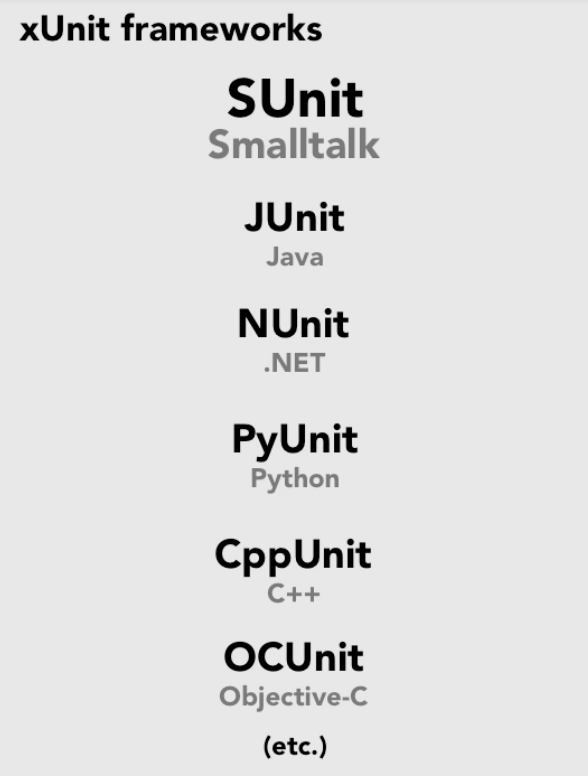 xUnit frameworks
SUnit
Smalltalk
JUnit
Java
NUnit
.NET
PyUnit
Python
CppUnit
C++
OCUnit
Objective-C
(etc.)